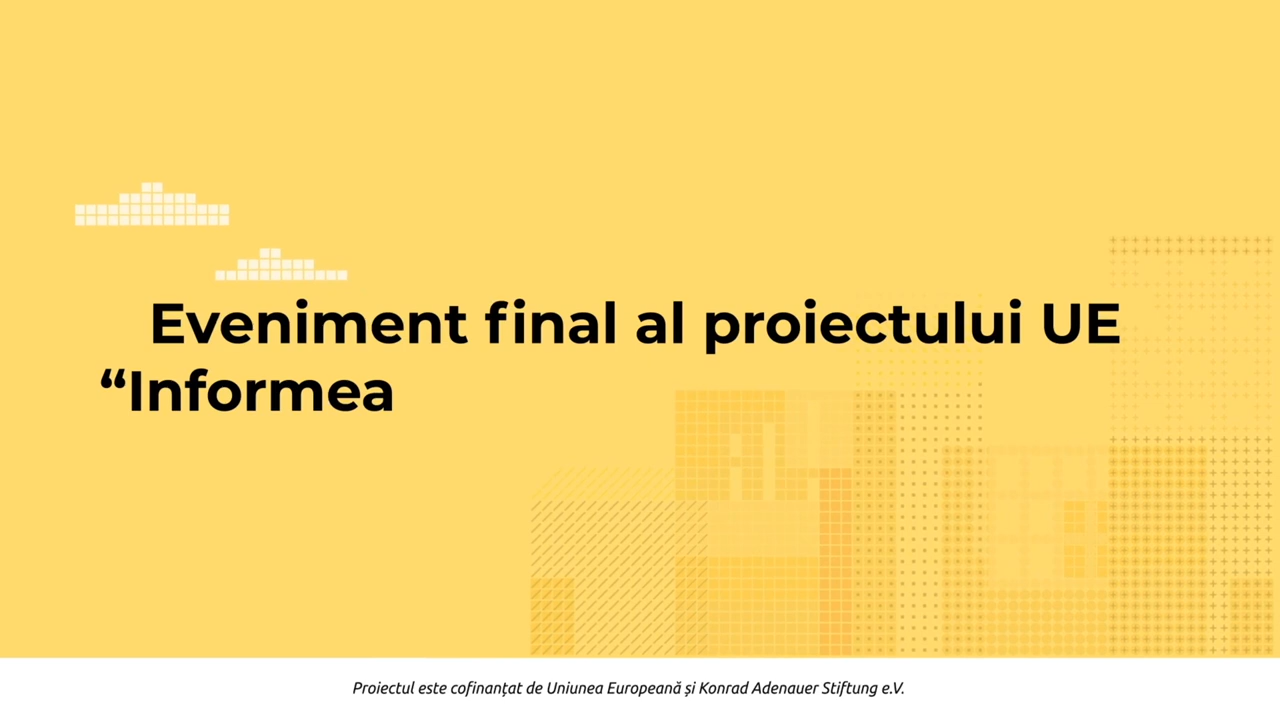 Eveniment final al proiectului UE
“Informea
Proiectul este cofinanțat de Uniunea Europeană și Konrad Adenauer Stiftung e.V.